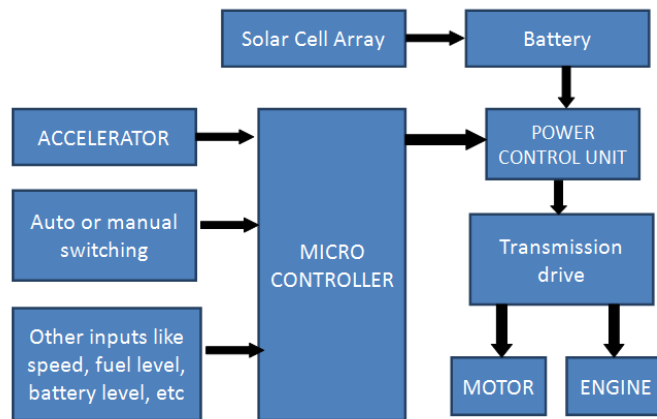 Solar Cell Array
Battery
ACCELERATOR
POWER
CONTROL UNIT
Auto or manual
switching
MICRO
CONTROLLER
Transmission
drive
Other inputs like
speed, fuel level,
battery level, etc
MOTOR
ENGINE